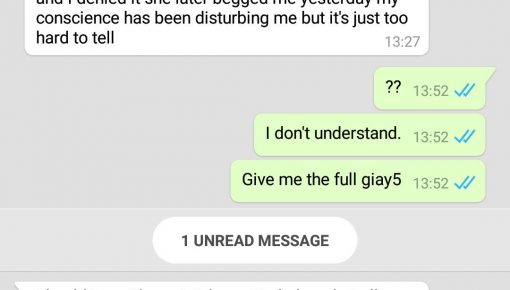 and I denied it she later begged me yesterday my
conscience has been disturbing me but it's just too
hard to tell
13:27
?? 13:52
I don't understand. 13:52
Give me the full giay5 13:52
1 UNREAD MESSAGE